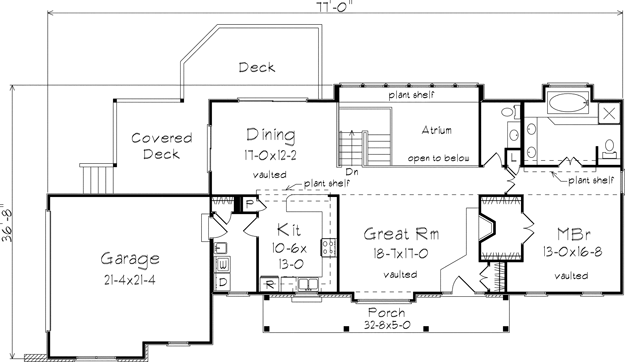 77'-0"
Deck
plant shelf
Covered
Deck
Dining
17-0x12-2
vaulted
Atrium
open to below
Dn
plant shelf
plant shelf
36'-8"
Garage
21-4x21-4
Kit
10-6x
13-0
Great Rm
18-7x17-0
vaulted
MBr
13-0x16-8
vaulted
Porch
32-8x5-0